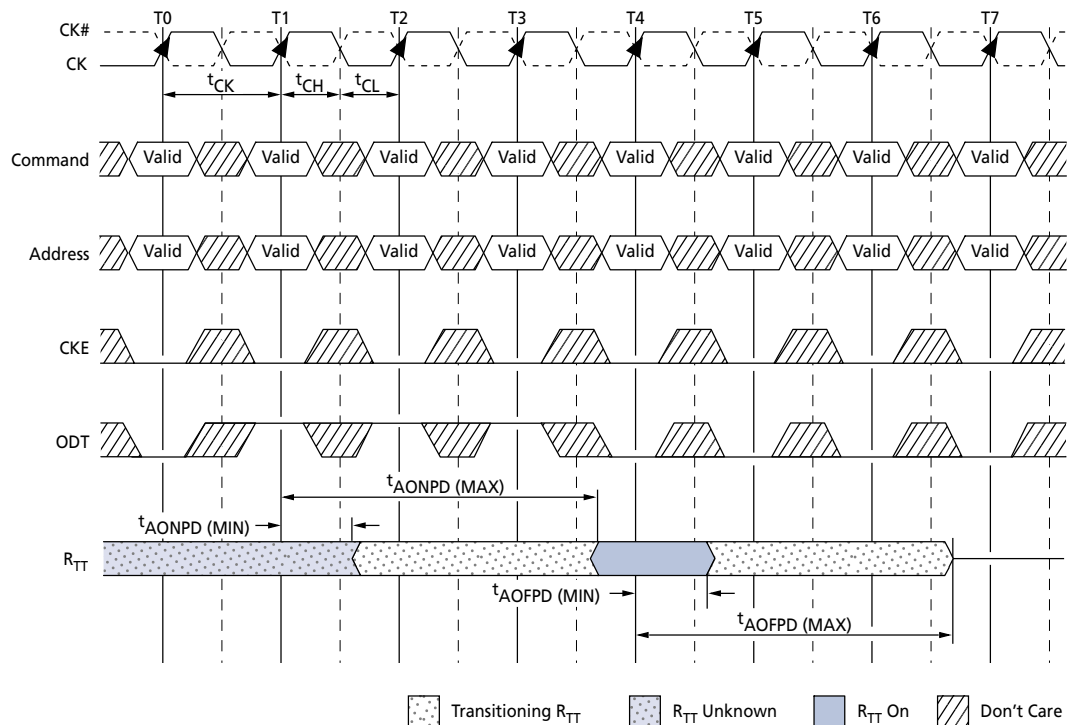 T0 T1 T2 T3 T4 T5 T6 T7
CK#
CK
tCK tCH tCL
Command Valid Valid Valid Valid Valid Valid Valid Valid
Address Valid Valid Valid Valid Valid Valid Valid Valid
CKE
ODT
tAONPD (MAX)
tAONPD (MIN)
RTT
tAOFPD (MIN)
tAOFPD (MAX)
Transitioning RTT RTT Unknown RTT On Don't Care